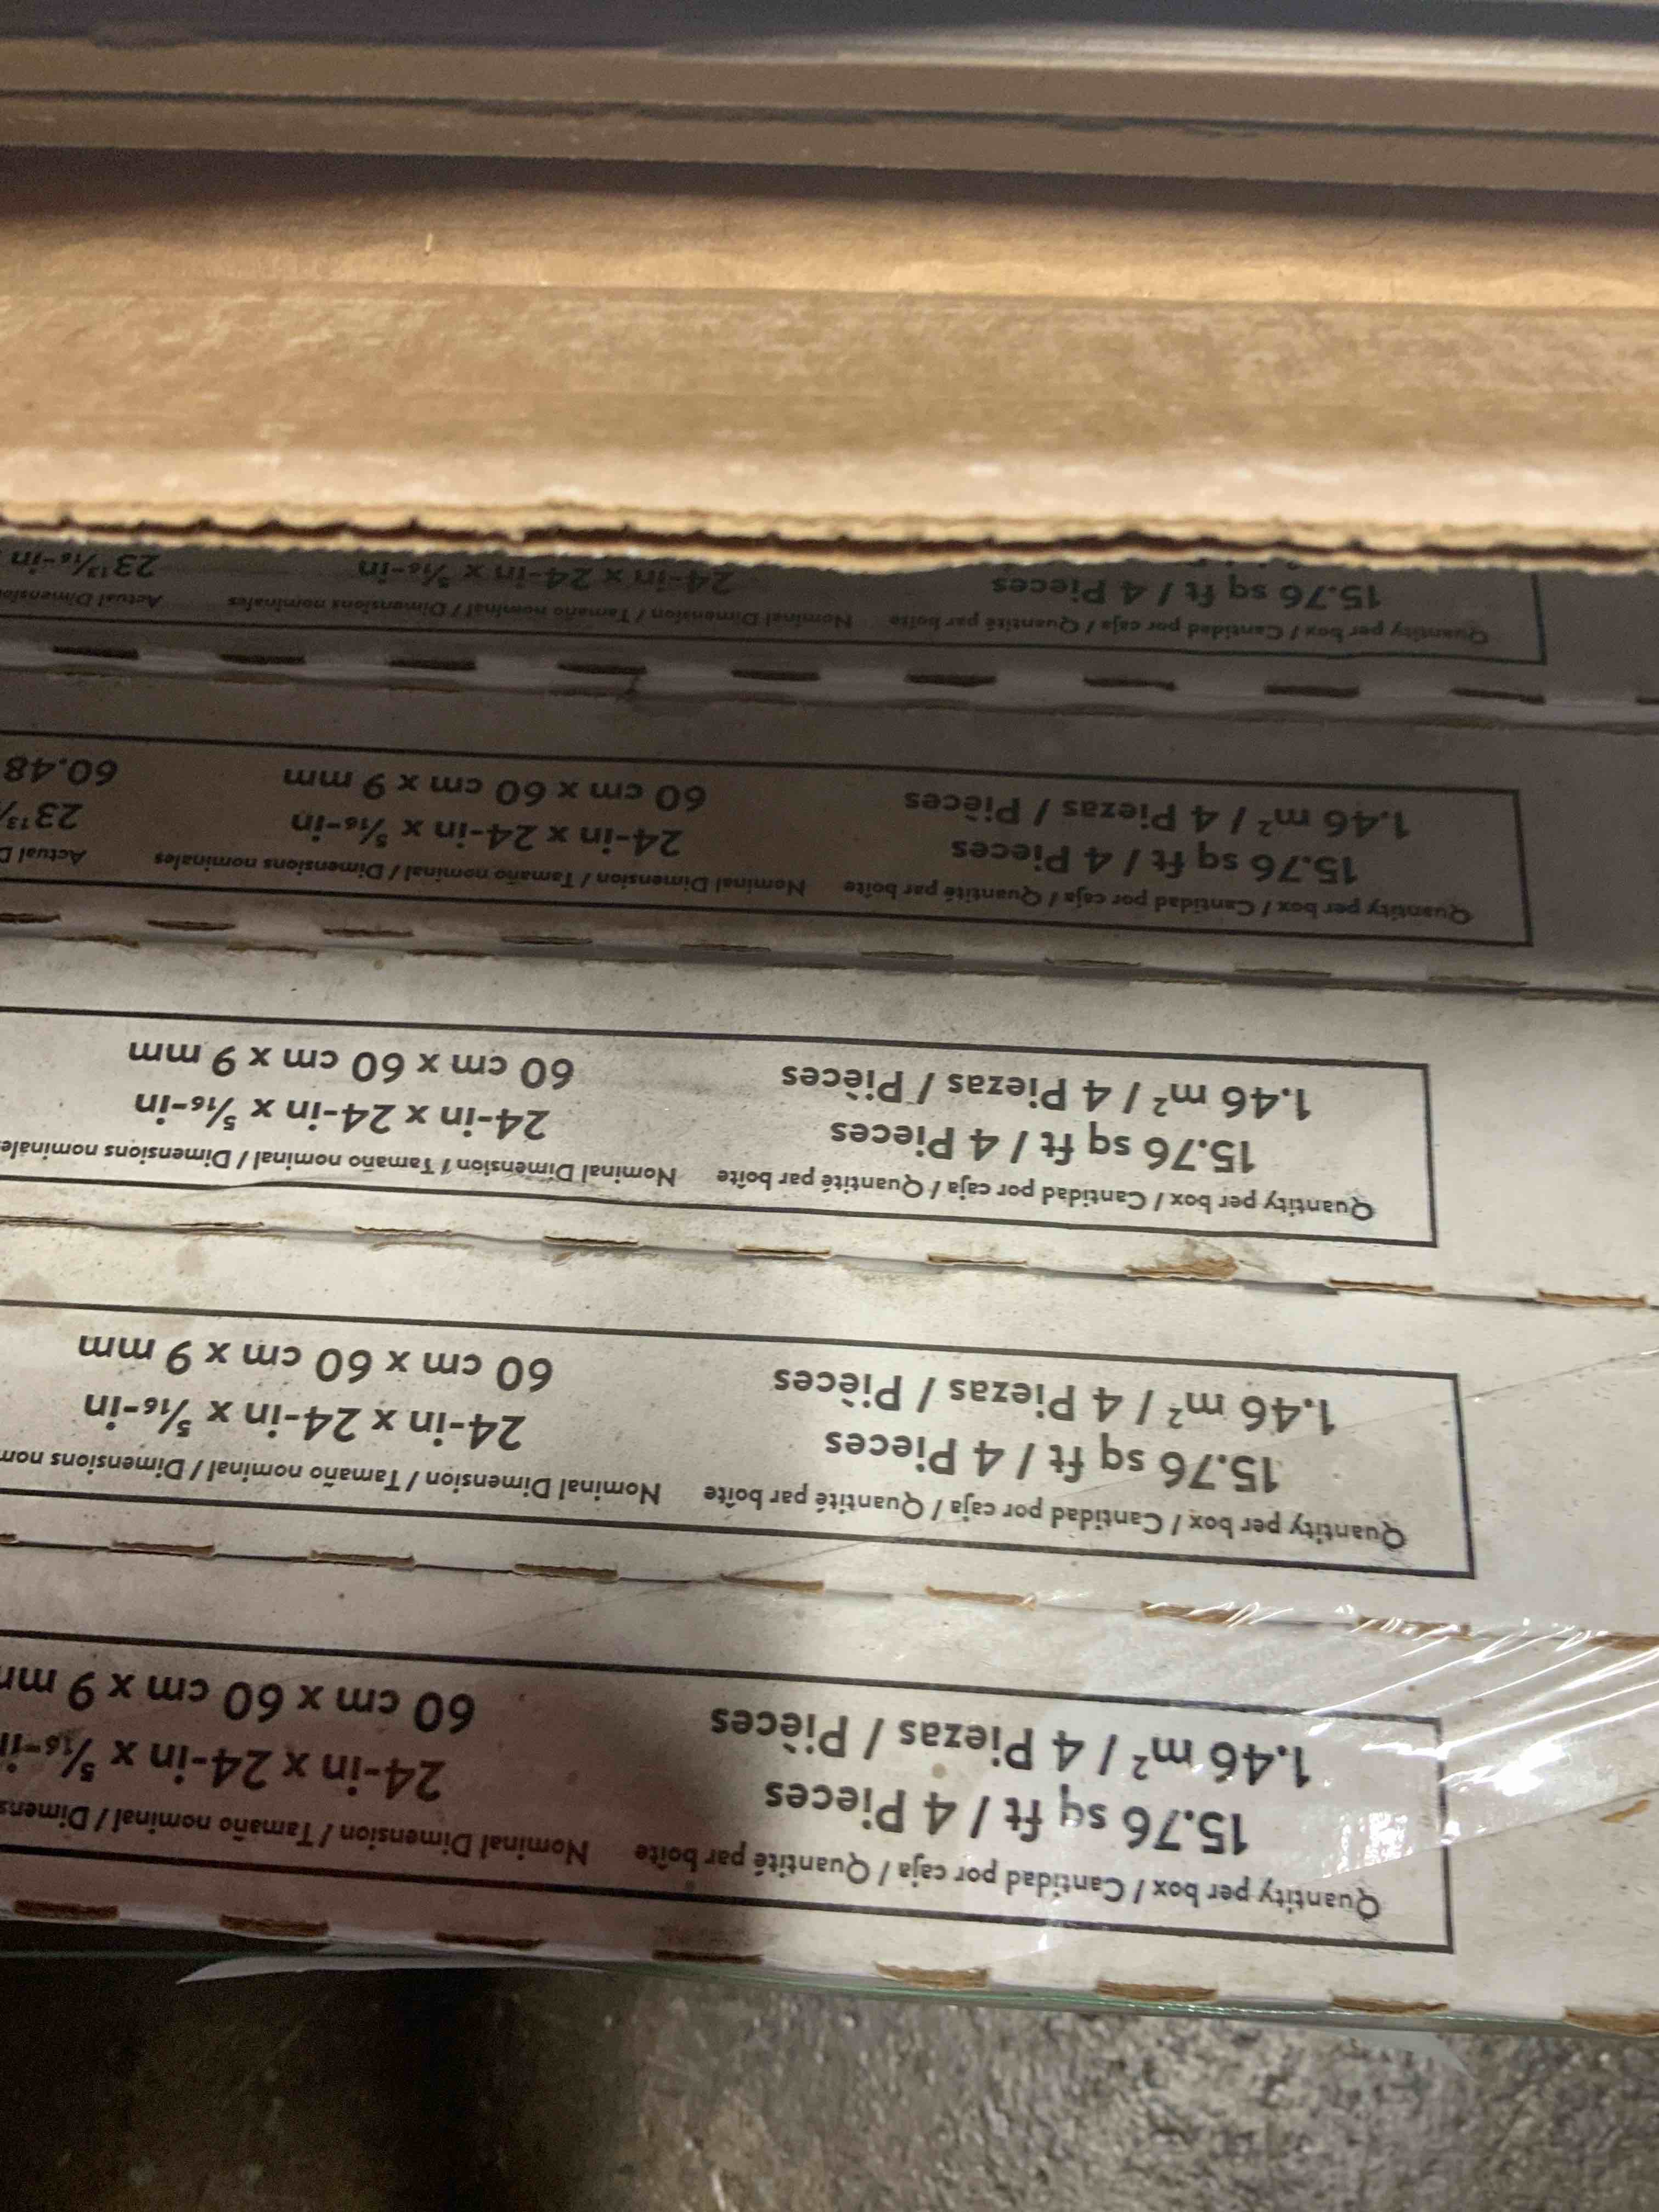 Quantity per box / Cantidad por caja / Quantité par boîte Nominal Dimension / Tamaño nominal / Dimens
15.76 sq ft / 4 Pieces 24-in x 24-in x 5/16-i
1.46 m² / 4 Piezas / Pièces 60 cm x 60 cm x 9 m
Quantity per box / Cantidad por caja / Quantité par boîte Nominal Dimension / Tamaño nominal / Dimensions nom
15.76 sq ft / 4 Pieces 24-in x 24-in x 5/16-in
1.46 m² / 4 Piezas / Pièces 60 cm x 60 cm x 9 mm
Quantity per box / Cantidad por caja / Quantité par boîte Nominal Dimension / Tamaño nominal / Dimensions nominale
15.76 sq ft / 4 Pieces 24-in x 24-in x 5/16-in
1.46 m² / 4 Piezas / Pièces 60 cm x 60 cm x 9 mm
Quantity per box / Cantidad por caja / Quantité par boîte Nominal Dimension / Tamaño nominal / Dimensions nominales Actual D
15.76 sq ft / 4 Pieces 24-in x 24-in x 5/16-in 23 13/
1.46 m² / 4 Piezas / Pièces 60 cm x 60 cm x 9 mm 60.48
Quantity per box / Cantidad por caja / Quantité par boîte Nominal Dimension / Tamaño nominal / Dimensions nominales Actual Dimension
15.76 sq ft / 4 Pieces 24-in x 24-in x 5/16-in 23 13/16-in